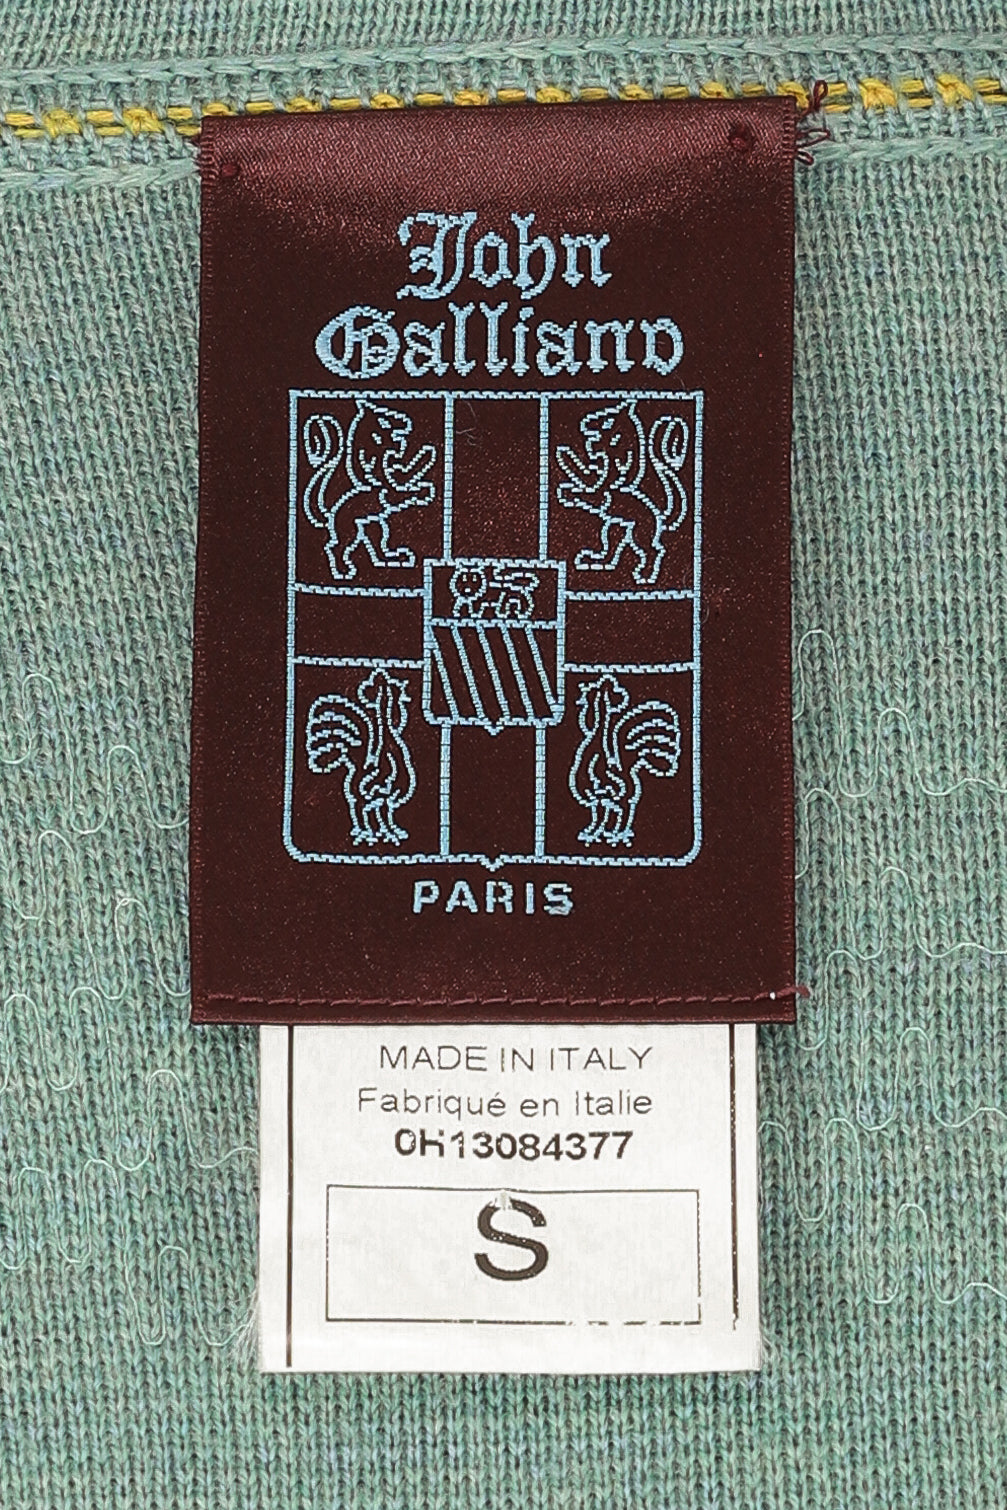 John
Galliano
PARIS
MADE IN ITALY
Fabriqué en Italie
0H13084377
S